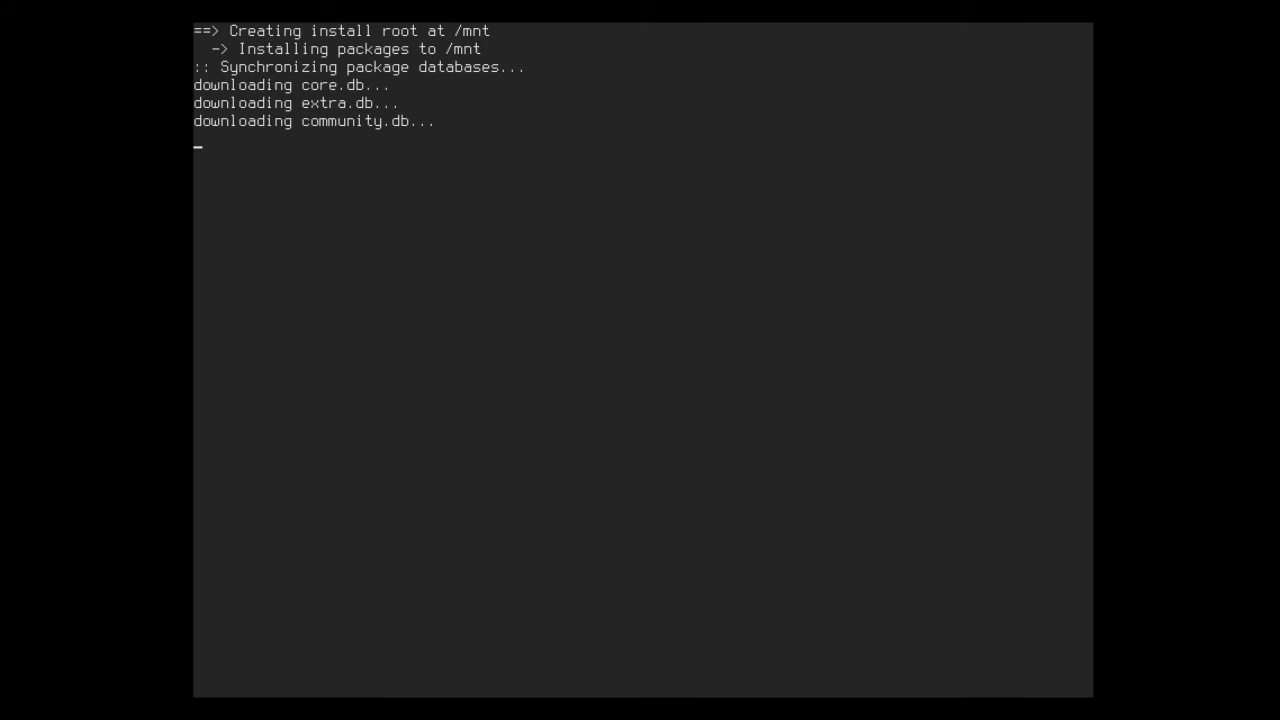 ==> Creating install root at /mnt
  -> Installing packages to /mnt
:: Synchronizing package databases...
downloading core.db...
downloading extra.db...
downloading community.db...